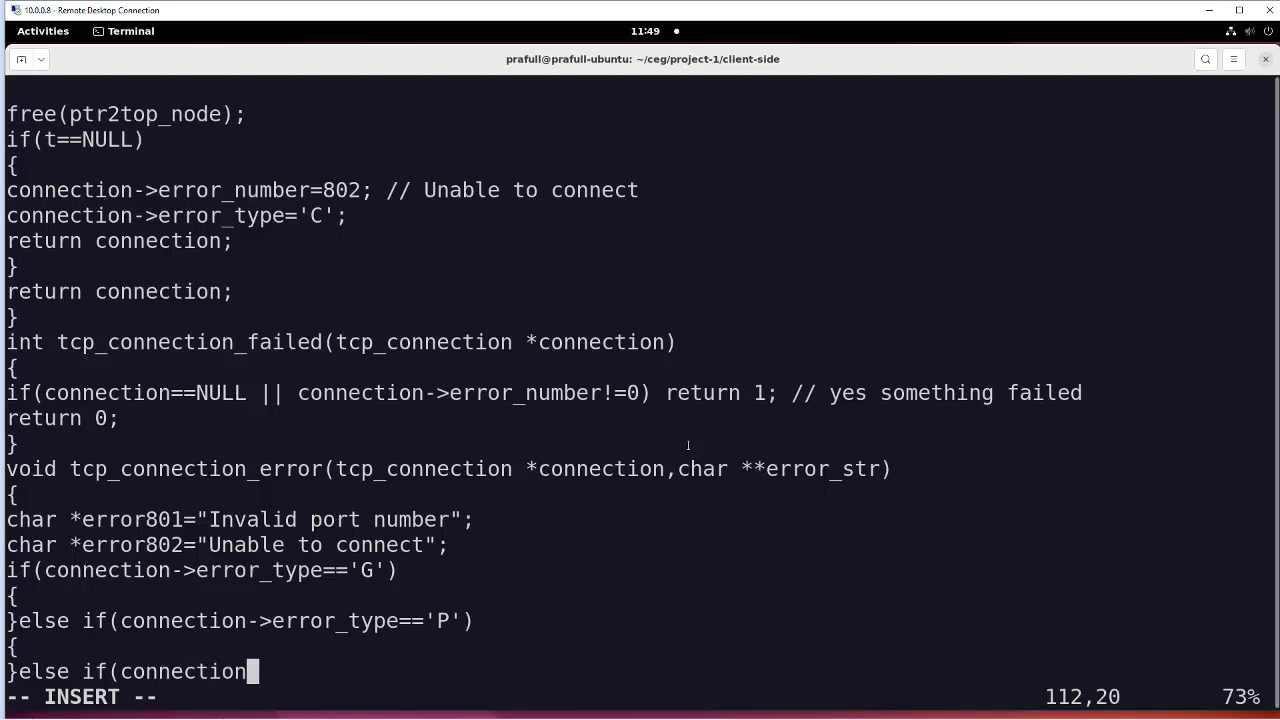 10.0.0.8 - Remote Desktop Connection
Activities Terminal 11:49
prafull@prafull-ubuntu: ~/ceg/project-1/client-side
free(ptr2top_node);
if(t==NULL)
{
connection->error_number=802; // Unable to connect
connection->error_type='C';
return connection;
}
return connection;
}
int tcp_connection_failed(tcp_connection *connection)
{
if(connection==NULL || connection->error_number!=0) return 1; // yes something failed
return 0;
}
void tcp_connection_error(tcp_connection *connection,char **error_str)
{
char *error801="Invalid port number";
char *error802="Unable to connect";
if(connection->error_type=='G')
{
}else if(connection->error_type=='P')
{
}else if(connection
-- INSERT -- 112,20 73%